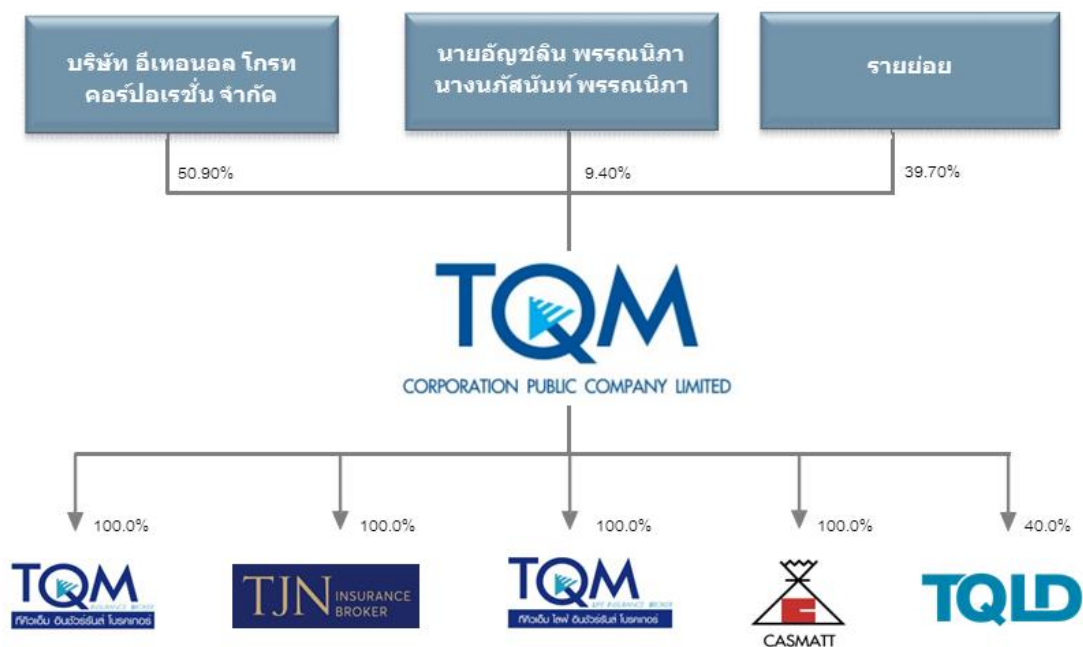 บริษัท อีเทอนอล โกรท
คอร์ปอเรชั่น จำกัด
นายอัญชลิน พรรณนิภา
นางนภัสนันท์ พรรณนิภา
รายย่อย
50.90%
9.40%
39.70%
TQM
CORPORATION PUBLIC COMPANY LIMITED
100.0%
100.0%
100.0%
100.0%
40.0%
TQM
INSURANCE BROKER
ทีคิวเอ็ม อินชัวร์รันส์ โบรคเกอร์
TJN INSURANCE
BROKER
TQM
LIFE INSURANCE BROKER
ทีคิวเอ็ม ไลฟ์ อินชัวร์รันส์ โบรคเกอร์
CASMATT
TQLD